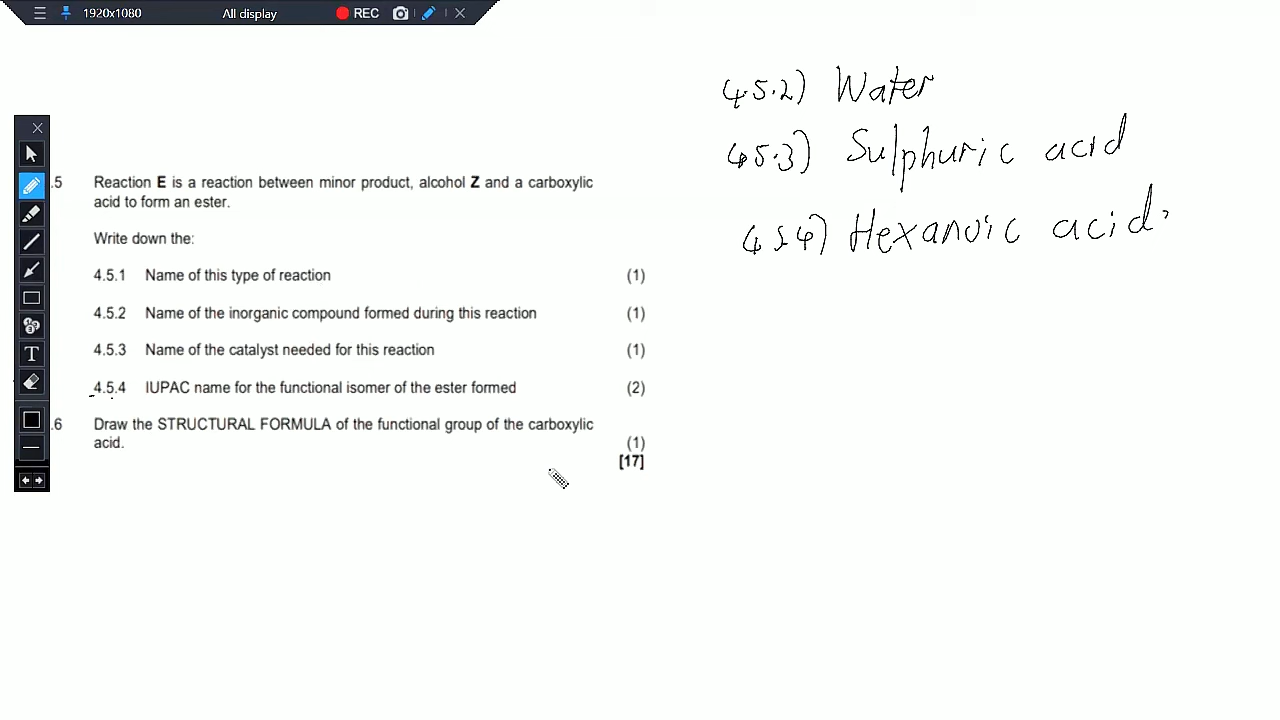 1920x1080 All display REC
.5 Reaction E is a reaction between minor product, alcohol Z and a carboxylic
acid to form an ester.
Write down the:
4.5.1 Name of this type of reaction (1)
4.5.2 Name of the inorganic compound formed during this reaction (1)
4.5.3 Name of the catalyst needed for this reaction (1)
4.5.4 IUPAC name for the functional isomer of the ester formed (2)
.6 Draw the STRUCTURAL FORMULA of the functional group of the carboxylic
acid. (1)
[17]
T
4.5.2) Water
4.5.3) Sulphuric acid
4.5.4) Hexanoic acid